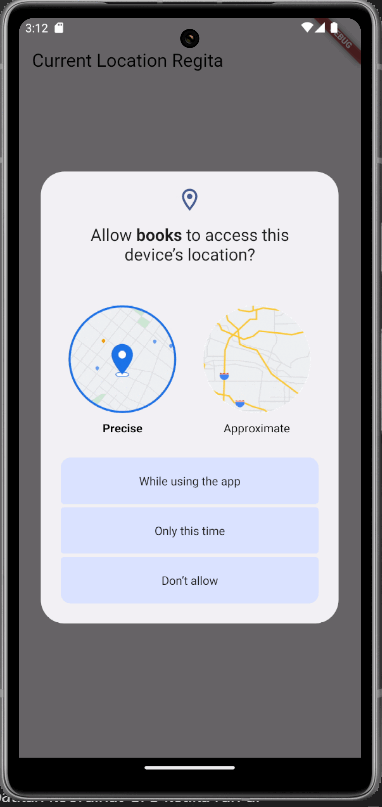 3:12
Current Location Regita
Allow books to access this
device's location?
Precise
Approximate
While using the app
Only this time
Don't allow